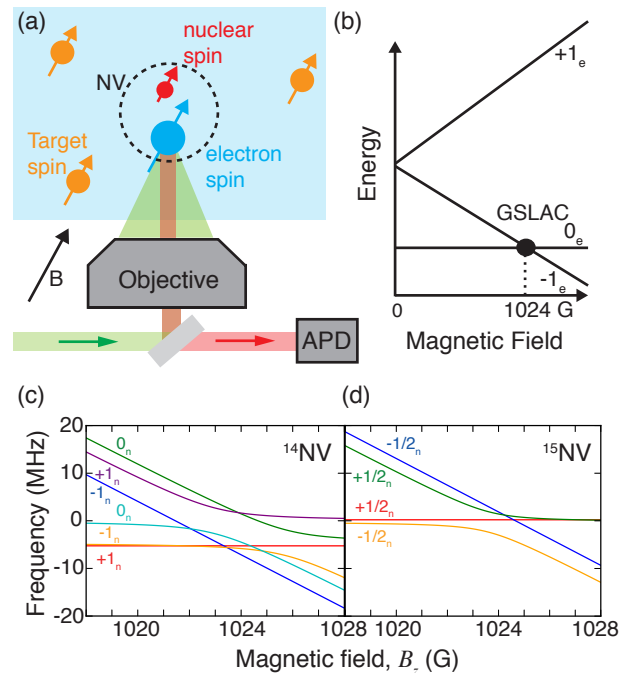 (a)
nuclear
spin
NV
Target
spin
electron
spin
B
Objective
APD
(b)
Energy
+1e
GSLAC
0e
-1e
0
1024 G
Magnetic Field
(c)
Frequency (MHz)
20
10
0
-10
-20
¹⁴NV
0n
+1n
-1n
0n
-1n
+1n
1020
1024
1028
(d)
¹⁵NV
-1/2n
+1/2n
+1/2n
-1/2n
1020
1024
1028
Magnetic field, Bz (G)